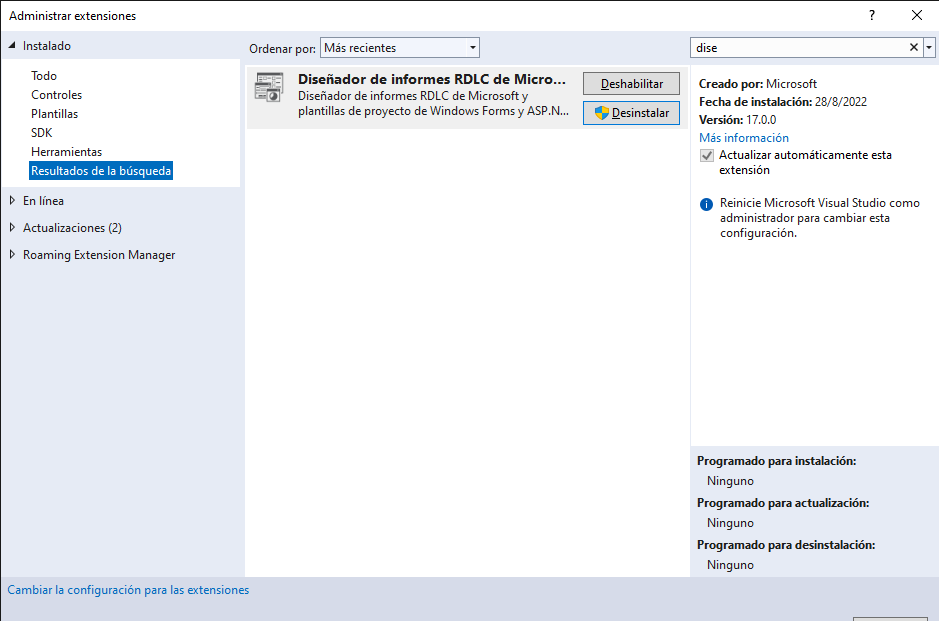 Administrar extensiones
?
Instalado
Todo
Controles
Plantillas
SDK
Herramientas
Resultados de la búsqueda
En línea
Actualizaciones (2)
Roaming Extension Manager
Ordenar por: Más recientes
Diseñador de informes RDLC de Micro...
Diseñador de informes RDLC de Microsoft y
plantillas de proyecto de Windows Forms y ASP.N...
Deshabilitar
Desinstalar
dise
Creado por: Microsoft
Fecha de instalación: 28/8/2022
Versión: 17.0.0
Más información
Actualizar automáticamente esta
extensión
Reinicie Microsoft Visual Studio como
administrador para cambiar esta
configuración.
Programado para instalación:
Ninguno
Programado para actualización:
Ninguno
Programado para desinstalación:
Ninguno
Cambiar la configuración para las extensiones